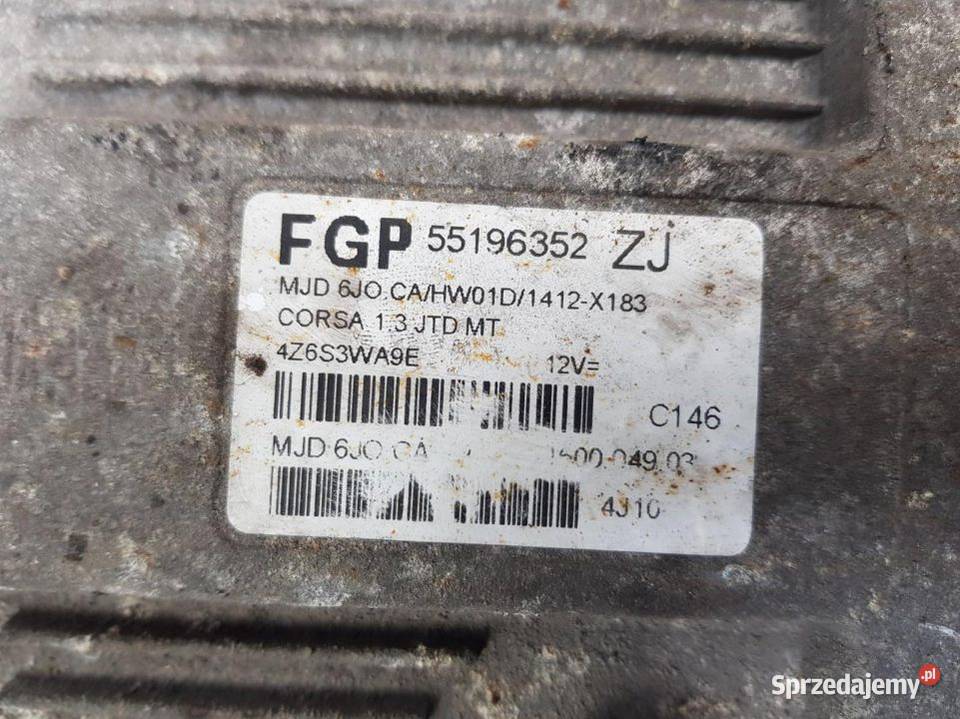 FGP 55196352 ZJ
MJD 6JO.CA/HW01D/1412-X183
CORSA 1.3 JTD MT
4Z6S3WA9E 12V=
C146
MJD 6JO CA
4J10
Sprzedajemy.pl